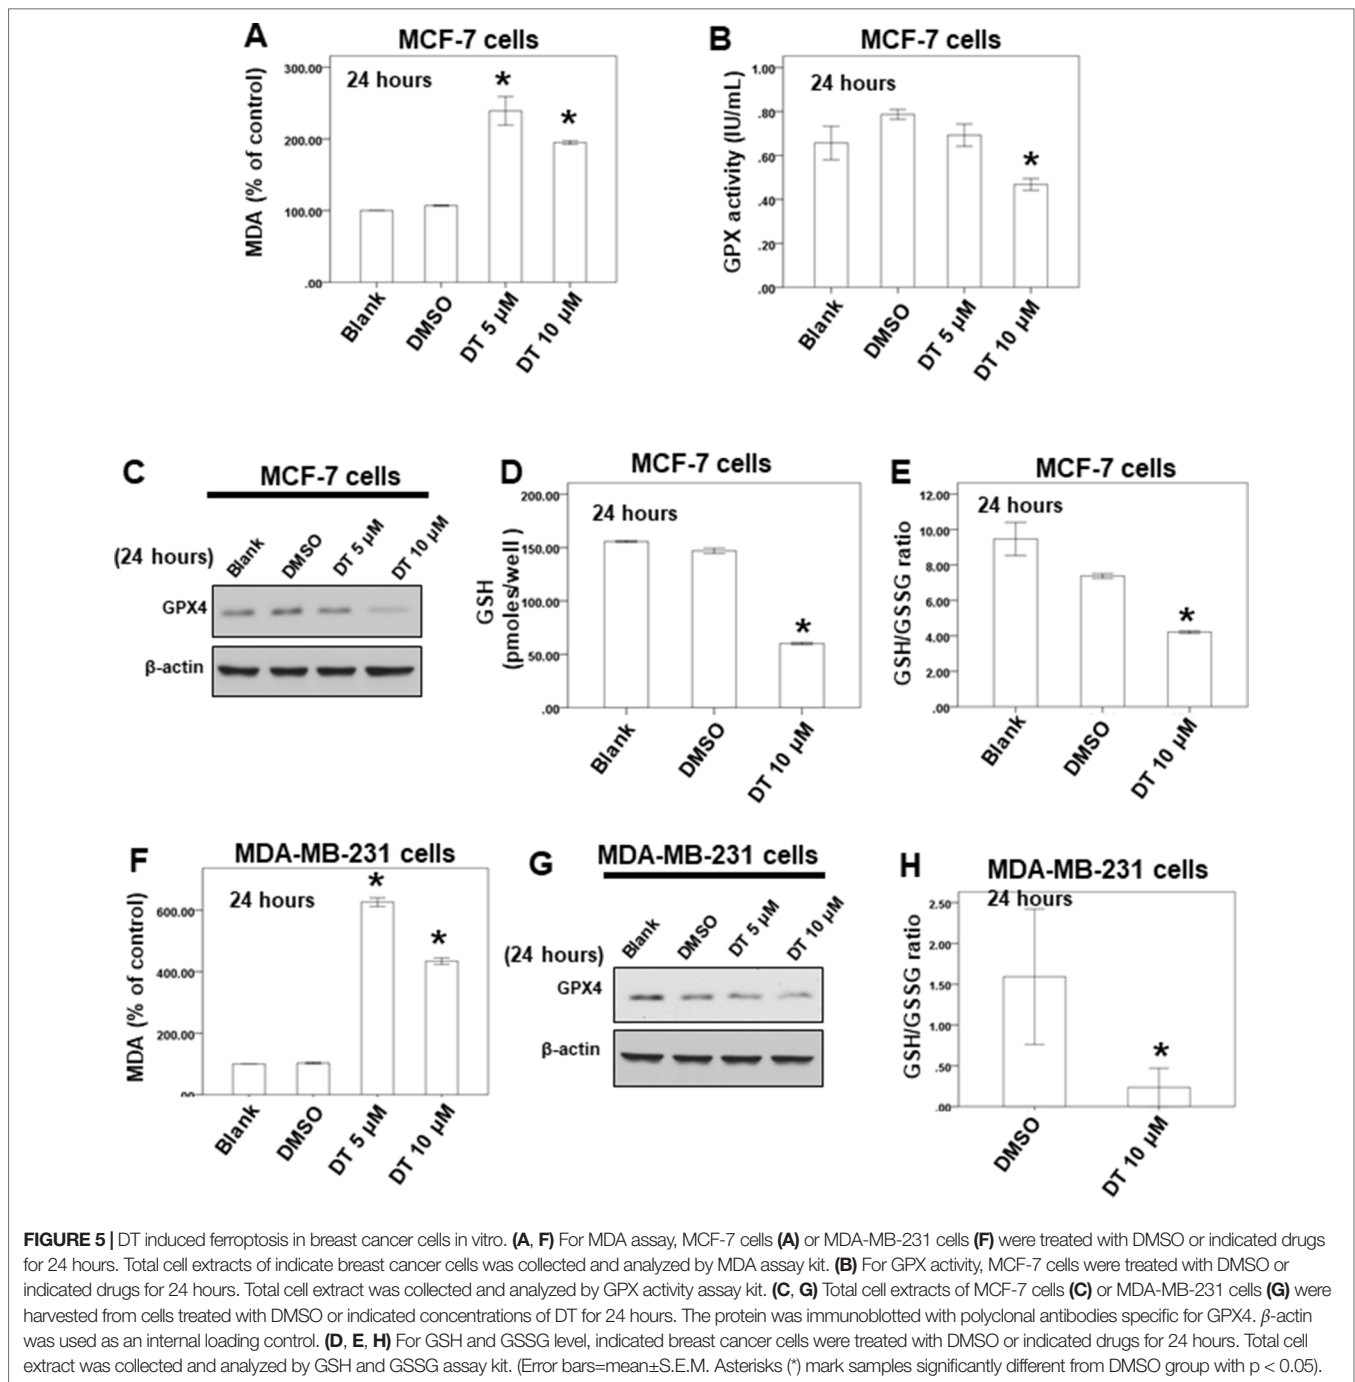 A
MCF-7 cells
MDA (% of control)
300.00
200.00
100.00
.00
24 hours
*
*
Blank
DMSO
DT 5 µM
DT 10 µM
B
MCF-7 cells
GPX activity (IU/mL)
1.00
.80
.60
.40
.20
.00
24 hours
*
Blank
DMSO
DT 5 µM
DT 10 µM
C
MCF-7 cells
(24 hours)
Blank
DMSO
DT 5 µM
DT 10 µM
GPX4
β-actin
D
MCF-7 cells
GSH
(pmoles/well )
200.00
150.00
100.00
50.00
.00
24 hours
*
Blank
DMSO
DT 10 µM
E
MCF-7 cells
GSH/GSSG ratio
12.00
10.00
8.00
6.00
4.00
2.00
.00
24 hours
*
Blank
DMSO
DT 10 µM
F
MDA-MB-231 cells
MDA (% of control)
600.00
400.00
200.00
.00
24 hours
*
*
Blank
DMSO
DT 5 µM
DT 10 µM
G
MDA-MB-231 cells
(24 hours)
Blank
DMSO
DT 5 µM
DT 10 µM
GPX4
β-actin
H
MDA-MB-231 cells
GSH/GSSG ratio
2.50
2.00
1.50
1.00
.50
.00
24 hours
*
DMSO
DT 10 µM
FIGURE 5 | DT induced ferroptosis in breast cancer cells in vitro. (A, F) For MDA assay, MCF-7 cells (A) or MDA-MB-231 cells (F) were treated with DMSO or indicated drugs
for 24 hours. Total cell extracts of indicate breast cancer cells was collected and analyzed by MDA assay kit. (B) For GPX activity, MCF-7 cells were treated with DMSO or
indicated drugs for 24 hours. Total cell extract was collected and analyzed by GPX activity assay kit. (C, G) Total cell extracts of MCF-7 cells (C) or MDA-MB-231 cells (G) were
harvested from cells treated with DMSO or indicated concentrations of DT for 24 hours. The protein was immunoblotted with polyclonal antibodies specific for GPX4. β-actin
was used as an internal loading control. (D, E, H) For GSH and GSSG level, indicated breast cancer cells were treated with DMSO or indicated drugs for 24 hours. Total cell
extract was collected and analyzed by GSH and GSSG assay kit. (Error bars=mean±S.E.M. Asterisks (*) mark samples significantly different from DMSO group with p < 0.05).